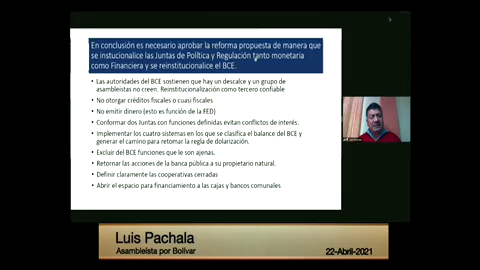 En conclusión es necesario aprobar la reforma propuesta de manera que
se instucionalice las Juntas de Política y Regulación tanto monetaria
como Financiera y se reinstitucionalice el BCE.
• Las autoridades del BCE sostienen que hay un descalce y un grupo de
asambleistas no creen. Reinstitucionalización como tercero confiable
• No otorgar créditos fiscales o cuasi fiscales
• No emitir dinero (esto es función de la FED)
• Conformar dos Juntas con funciones definidas evitan conflictos de interés.
• Implementar los cuatro sistemas en los que se clasifica el balance del BCE y
generar el camino para retomar la regla de dolarización.
• Excluir del BCE funciones que le son ajenas.
• Retornar las acciones de la banca pública a su propietario natural.
• Definir claramente las cooperativas cerradas
• Abrir el espacio para financiamiento a las cajas y bancos comunales
Luis Pachala
Asambleísta por Bolívar
22-Abril-2021